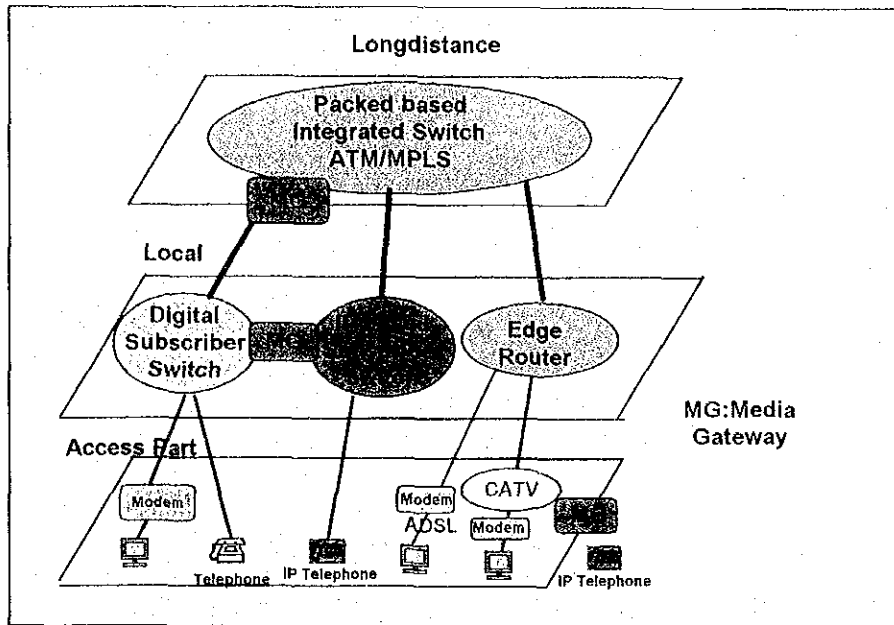 Longdistance
Packed based
Integrated Switch
ATM/MPLS
Local
Digital
Subscriber
Switch
Edge
Router
MG:Media
Gateway
Access Part
Modem
Modem
CATV
ADSL
Modem
Telephone
IP Telephone
IP Telephone